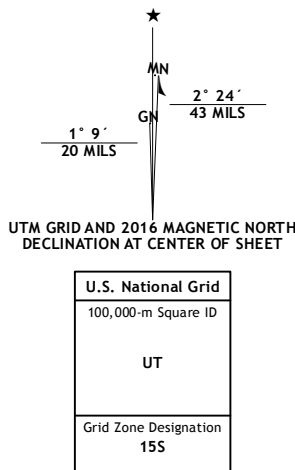 ★
MN
GN
2° 24´
43 MILS
1° 9´
20 MILS
UTM GRID AND 2016 MAGNETIC NORTH
DECLINATION AT CENTER OF SHEET
U.S. National Grid
100,000-m Square ID
UT
Grid Zone Designation
15S